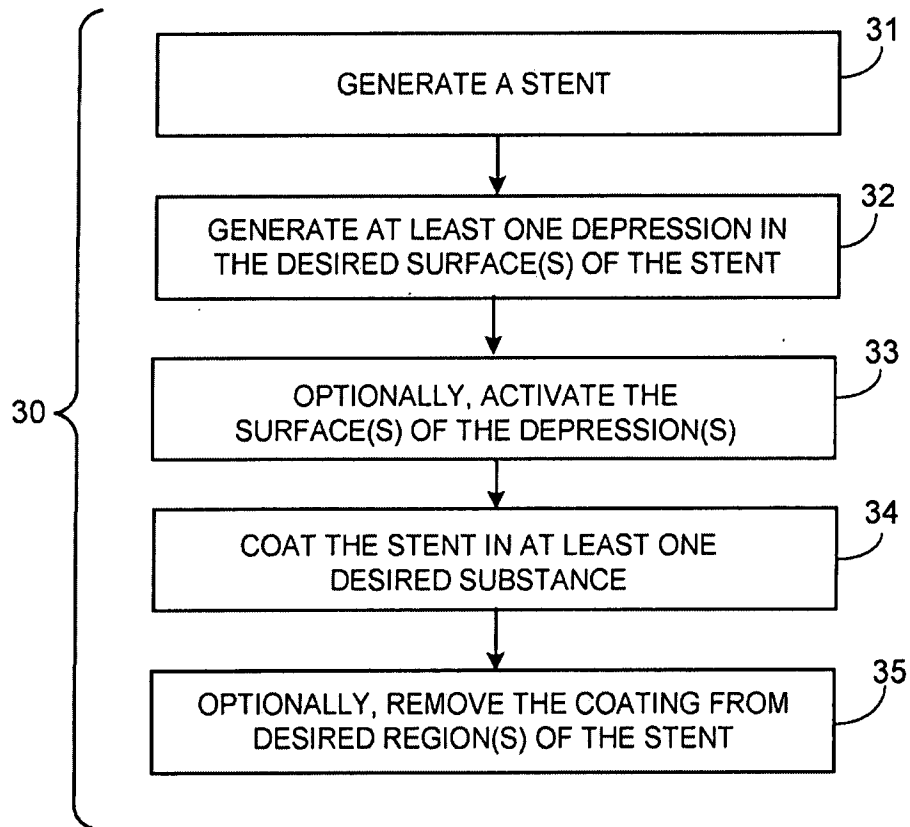 31
GENERATE A STENT
32
GENERATE AT LEAST ONE DEPRESSION IN
THE DESIRED SURFACE(S) OF THE STENT
33
OPTIONALLY, ACTIVATE THE
SURFACE(S) OF THE DEPRESSION(S)
30
34
COAT THE STENT IN AT LEAST ONE
DESIRED SUBSTANCE
35
OPTIONALLY, REMOVE THE COATING FROM
DESIRED REGION(S) OF THE STENT